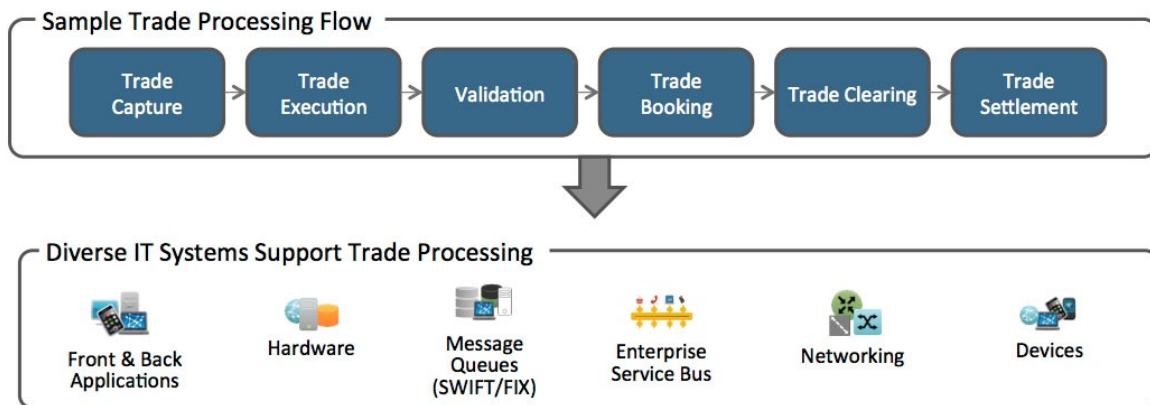 Sample Trade Processing Flow
Trade
Capture
Trade
Execution
Validation
Trade
Booking
Trade Clearing
Trade
Settlement
Diverse IT Systems Support Trade Processing
Front & Back
Applications
Hardware
Message
Queues
(SWIFT/FIX)
Enterprise
Service Bus
Networking
Devices